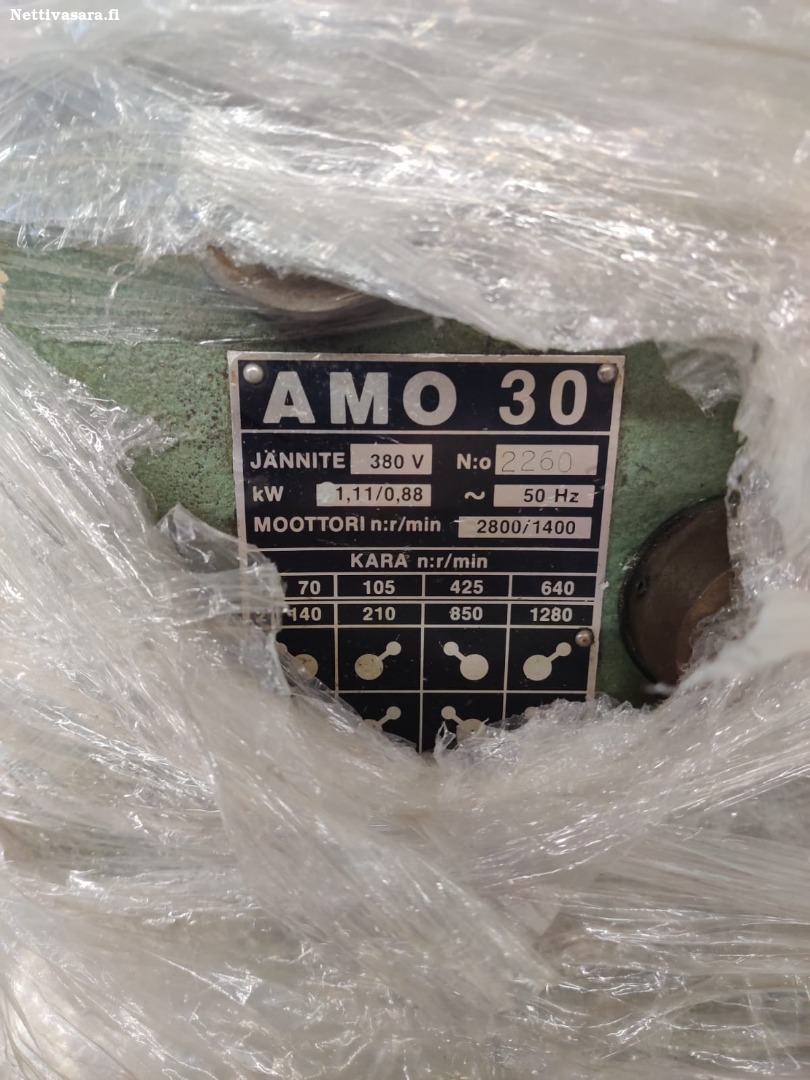 Nettivasara.fi
AMO 30
JÄNNITE 380 V N:o 2260
kW 1,11/0,88 ~ 50 Hz
MOOTTORI n:r/min 2800/1400
KARA n:r/min
70 105 425 640
140 210 850 1280